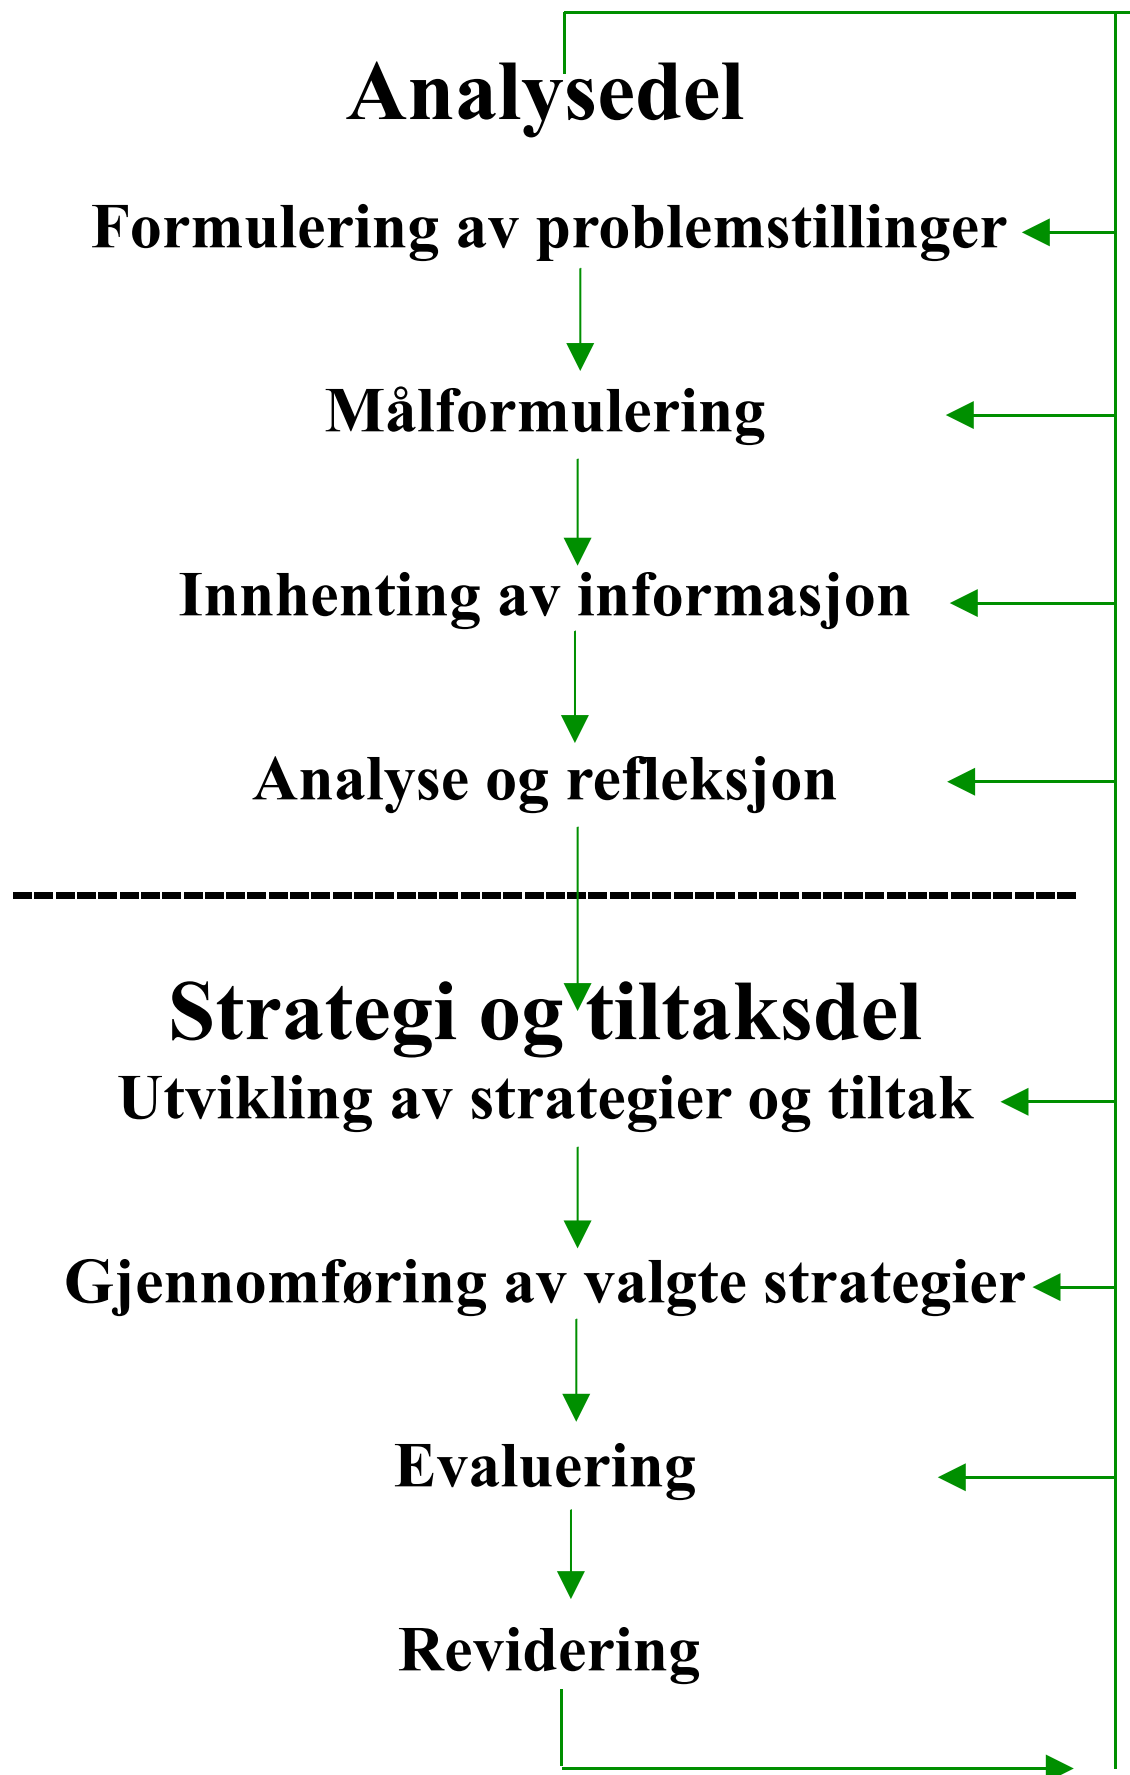 Analysedel
Formulering av problemstillinger
Målformulering
Innhenting av informasjon
Analyse og refleksjon
Strategi og tiltaksdel
Utvikling av strategier og tiltak
Gjennomføring av valgte strategier
Evaluering
Revidering